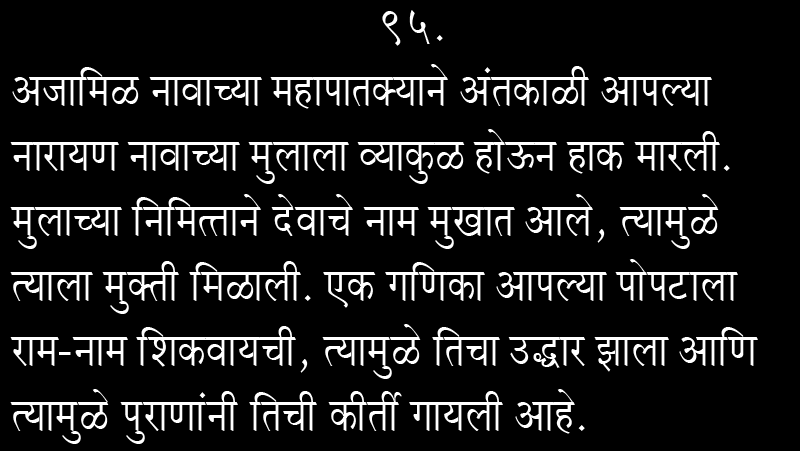 ९५.
अजामिळ नावाच्या महापातक्याने अंतकाळी आपल्या
नारायण नावाच्या मुलाला व्याकुळ होऊन हाक मारली.
मुलाच्या निमित्ताने देवाचे नाम मुखात आले, त्यामुळे
त्याला मुक्ती मिळाली. एक गणिका आपल्या पोपटाला
राम-नाम शिकवायची, त्यामुळे तिचा उद्धार झाला आणि
त्यामुळे पुराणांनी तिची कीर्ती गायली आहे.